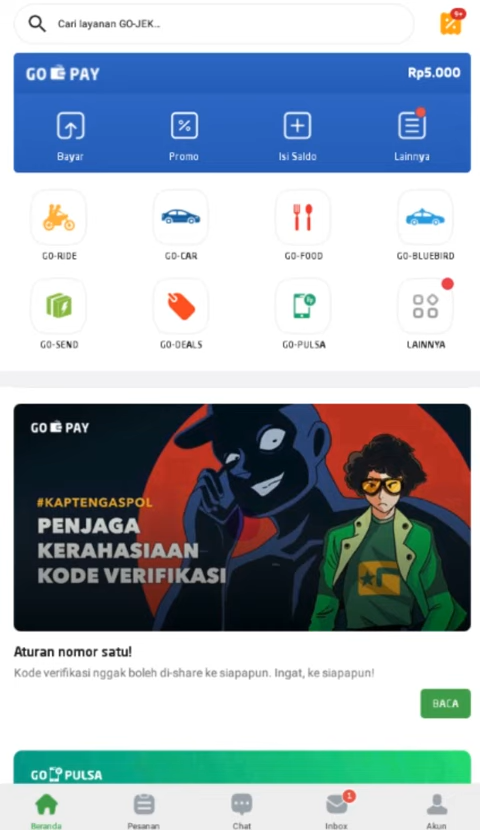 Cari layanan GO-JEK...
9+
GO PAY
Rp5.000
Bayar
Promo
Isi Saldo
Lainnya
GO-RIDE
GO-CAR
GO-FOOD
GO-BLUEBIRD
GO-SEND
GO-DEALS
GO-PULSA
LAINNYA
GO PAY
#KAPTENGASPOL
PENJAGA
KERAHASIAAN
KODE VERIFIKASI
Aturan nomor satu!
Kode verifikasi nggak boleh di-share ke siapapun. Ingat, ke siapapun!
BACA
GO PULSA
1
Beranda
Pesanan
Chat
Inbox
Akun